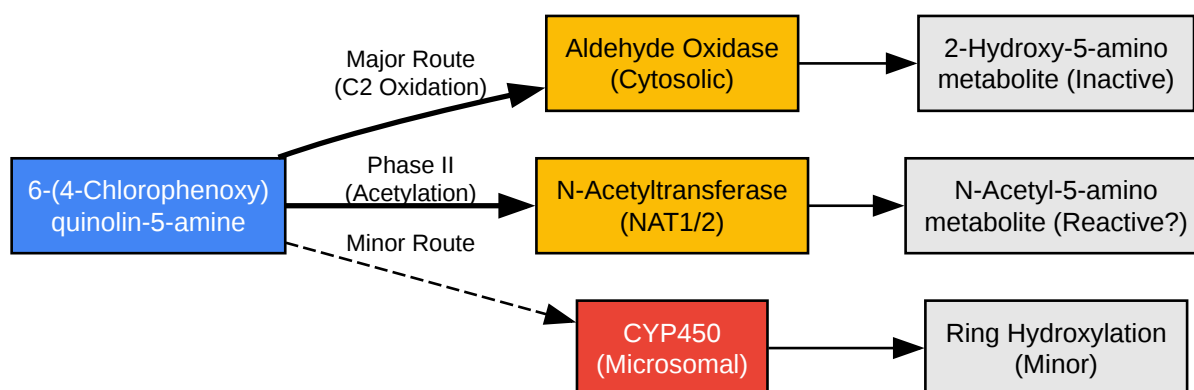 Major Route
(C2 Oxidation)
Aldehyde Oxidase
(Cytosolic)
2-Hydroxy-5-amino
metabolite (Inactive)
6-(4-Chlorophenoxy)
quinolin-5-amine
Phase II
(Acetylation)
N-Acetyltransferase
(NAT1/2)
N-Acetyl-5-amino
metabolite (Reactive?)
Minor Route
CYP450
(Microsomal)
Ring Hydroxylation
(Minor)